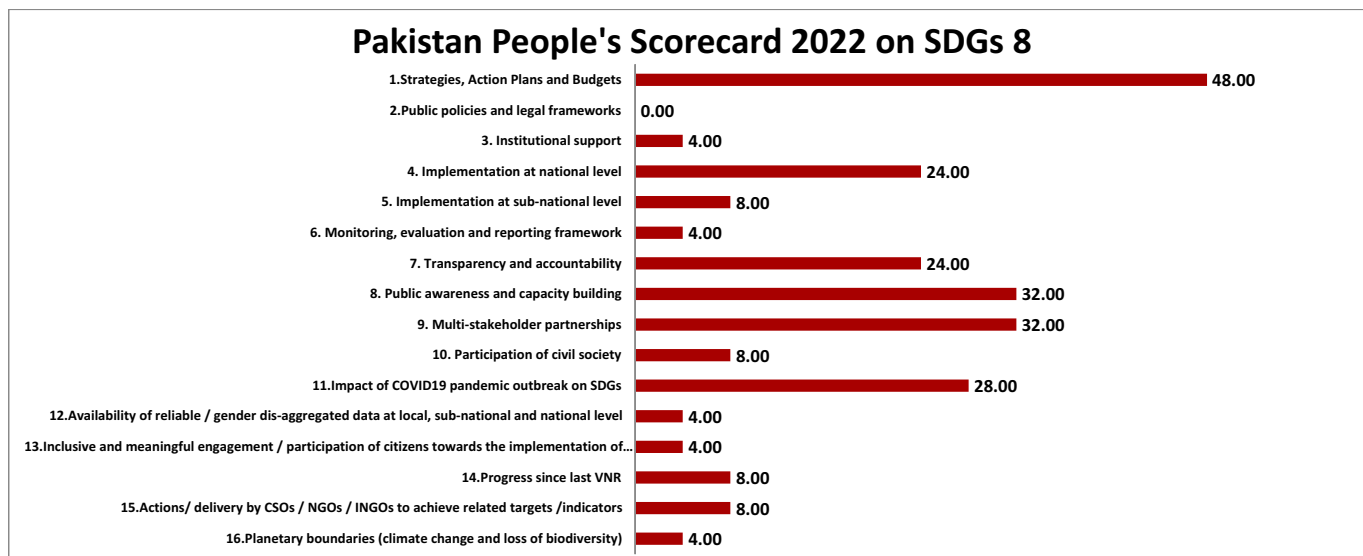 Pakistan People's Scorecard 2022 on SDGs 8
1.Strategies, Action Plans and Budgets 48.00
2.Public policies and legal frameworks 0.00
3. Institutional support 4.00
4. Implementation at national level 24.00
5. Implementation at sub-national level 8.00
6. Monitoring, evaluation and reporting framework 4.00
7. Transparency and accountability 24.00
8. Public awareness and capacity building 32.00
9. Multi-stakeholder partnerships 32.00
10. Participation of civil society 8.00
11.Impact of COVID19 pandemic outbreak on SDGs 28.00
12.Availability of reliable / gender dis-aggregated data at local, sub-national and national level 4.00
13.Inclusive and meaningful engagement / participation of citizens towards the implementation of… 4.00
14.Progress since last VNR 8.00
15.Actions/ delivery by CSOs / NGOs / INGOs to achieve related targets /indicators 8.00
16.Planetary boundaries (climate change and loss of biodiversity) 4.00